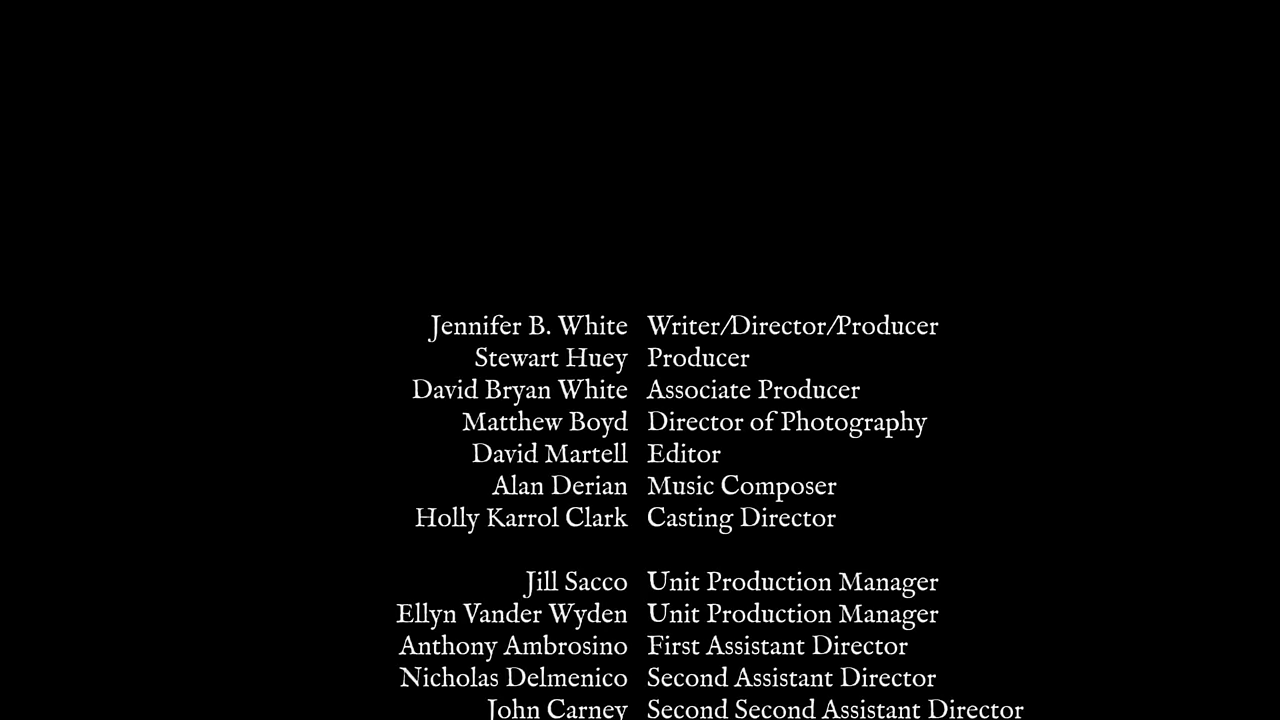 Jennifer B. White Writer/Director/Producer
Stewart Huey Producer
David Bryan White Associate Producer
Matthew Boyd Director of Photography
David Martell Editor
Alan Derian Music Composer
Holly Karrol Clark Casting Director
Jill Sacco Unit Production Manager
Ellyn Vander Wyden Unit Production Manager
Anthony Ambrosino First Assistant Director
Nicholas Delmenico Second Assistant Director
John Carney Second Second Assistant Director